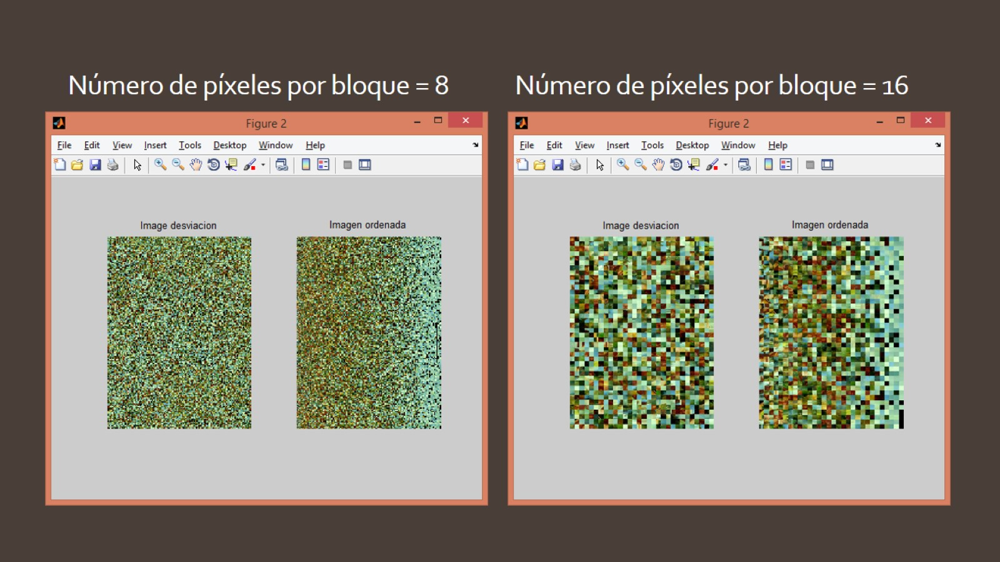 Número de píxeles por bloque = 8
Número de píxeles por bloque = 16
Figure 2
File Edit View Insert Tools Desktop Window Help
Image desviacion
Imagen ordenada
Figure 2
File Edit View Insert Tools Desktop Window Help
Image desviacion
Imagen ordenada